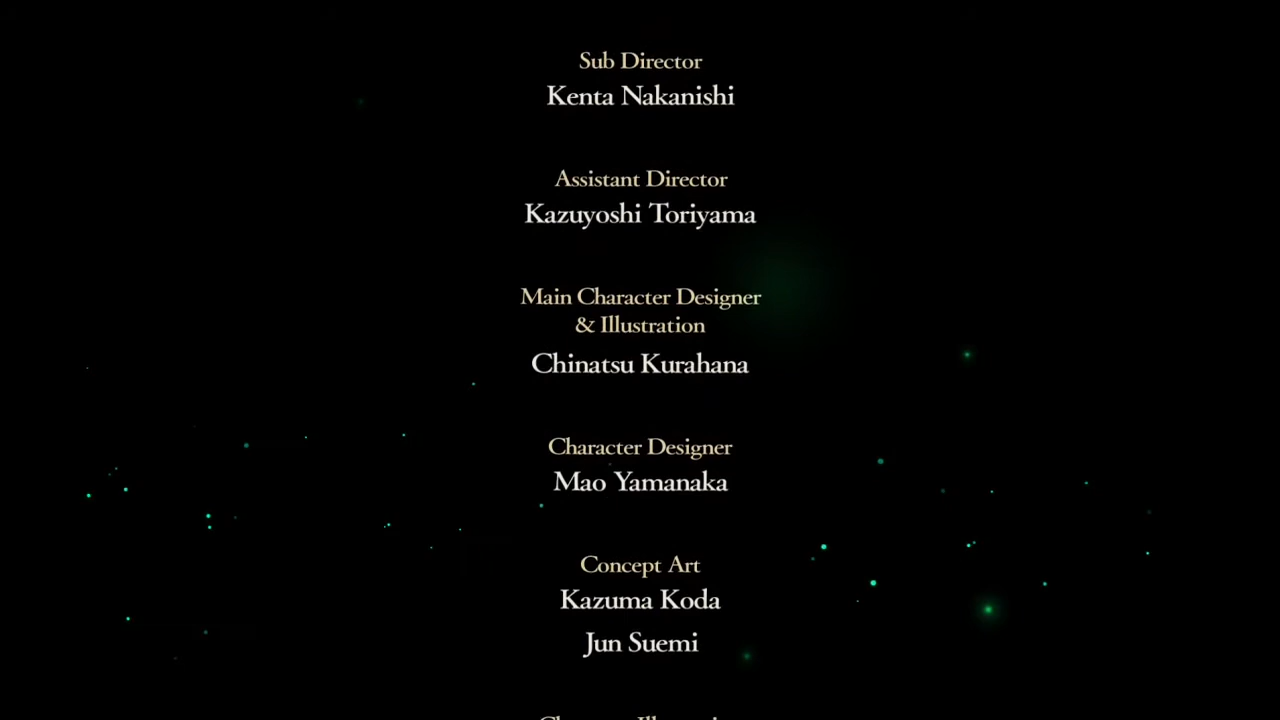 Sub Director
Kenta Nakanishi
Assistant Director
Kazuyoshi Toriyama
Main Character Designer
& Illustration
Chinatsu Kurahana
Character Designer
Mao Yamanaka
Concept Art
Kazuma Koda
Jun Suemi